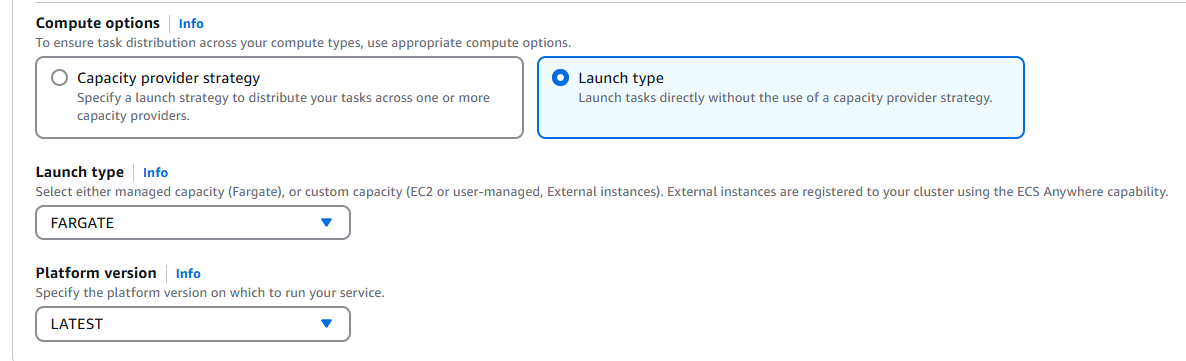 Compute options Info
To ensure task distribution across your compute types, use appropriate compute options.
Capacity provider strategy
Specify a launch strategy to distribute your tasks across one or more
capacity providers.
Launch type
Launch tasks directly without the use of a capacity provider strategy.
Launch type Info
Select either managed capacity (Fargate), or custom capacity (EC2 or user-managed, External instances). External instances are registered to your cluster using the ECS Anywhere capability.
FARGATE
Platform version Info
Specify the platform version on which to run your service.
LATEST